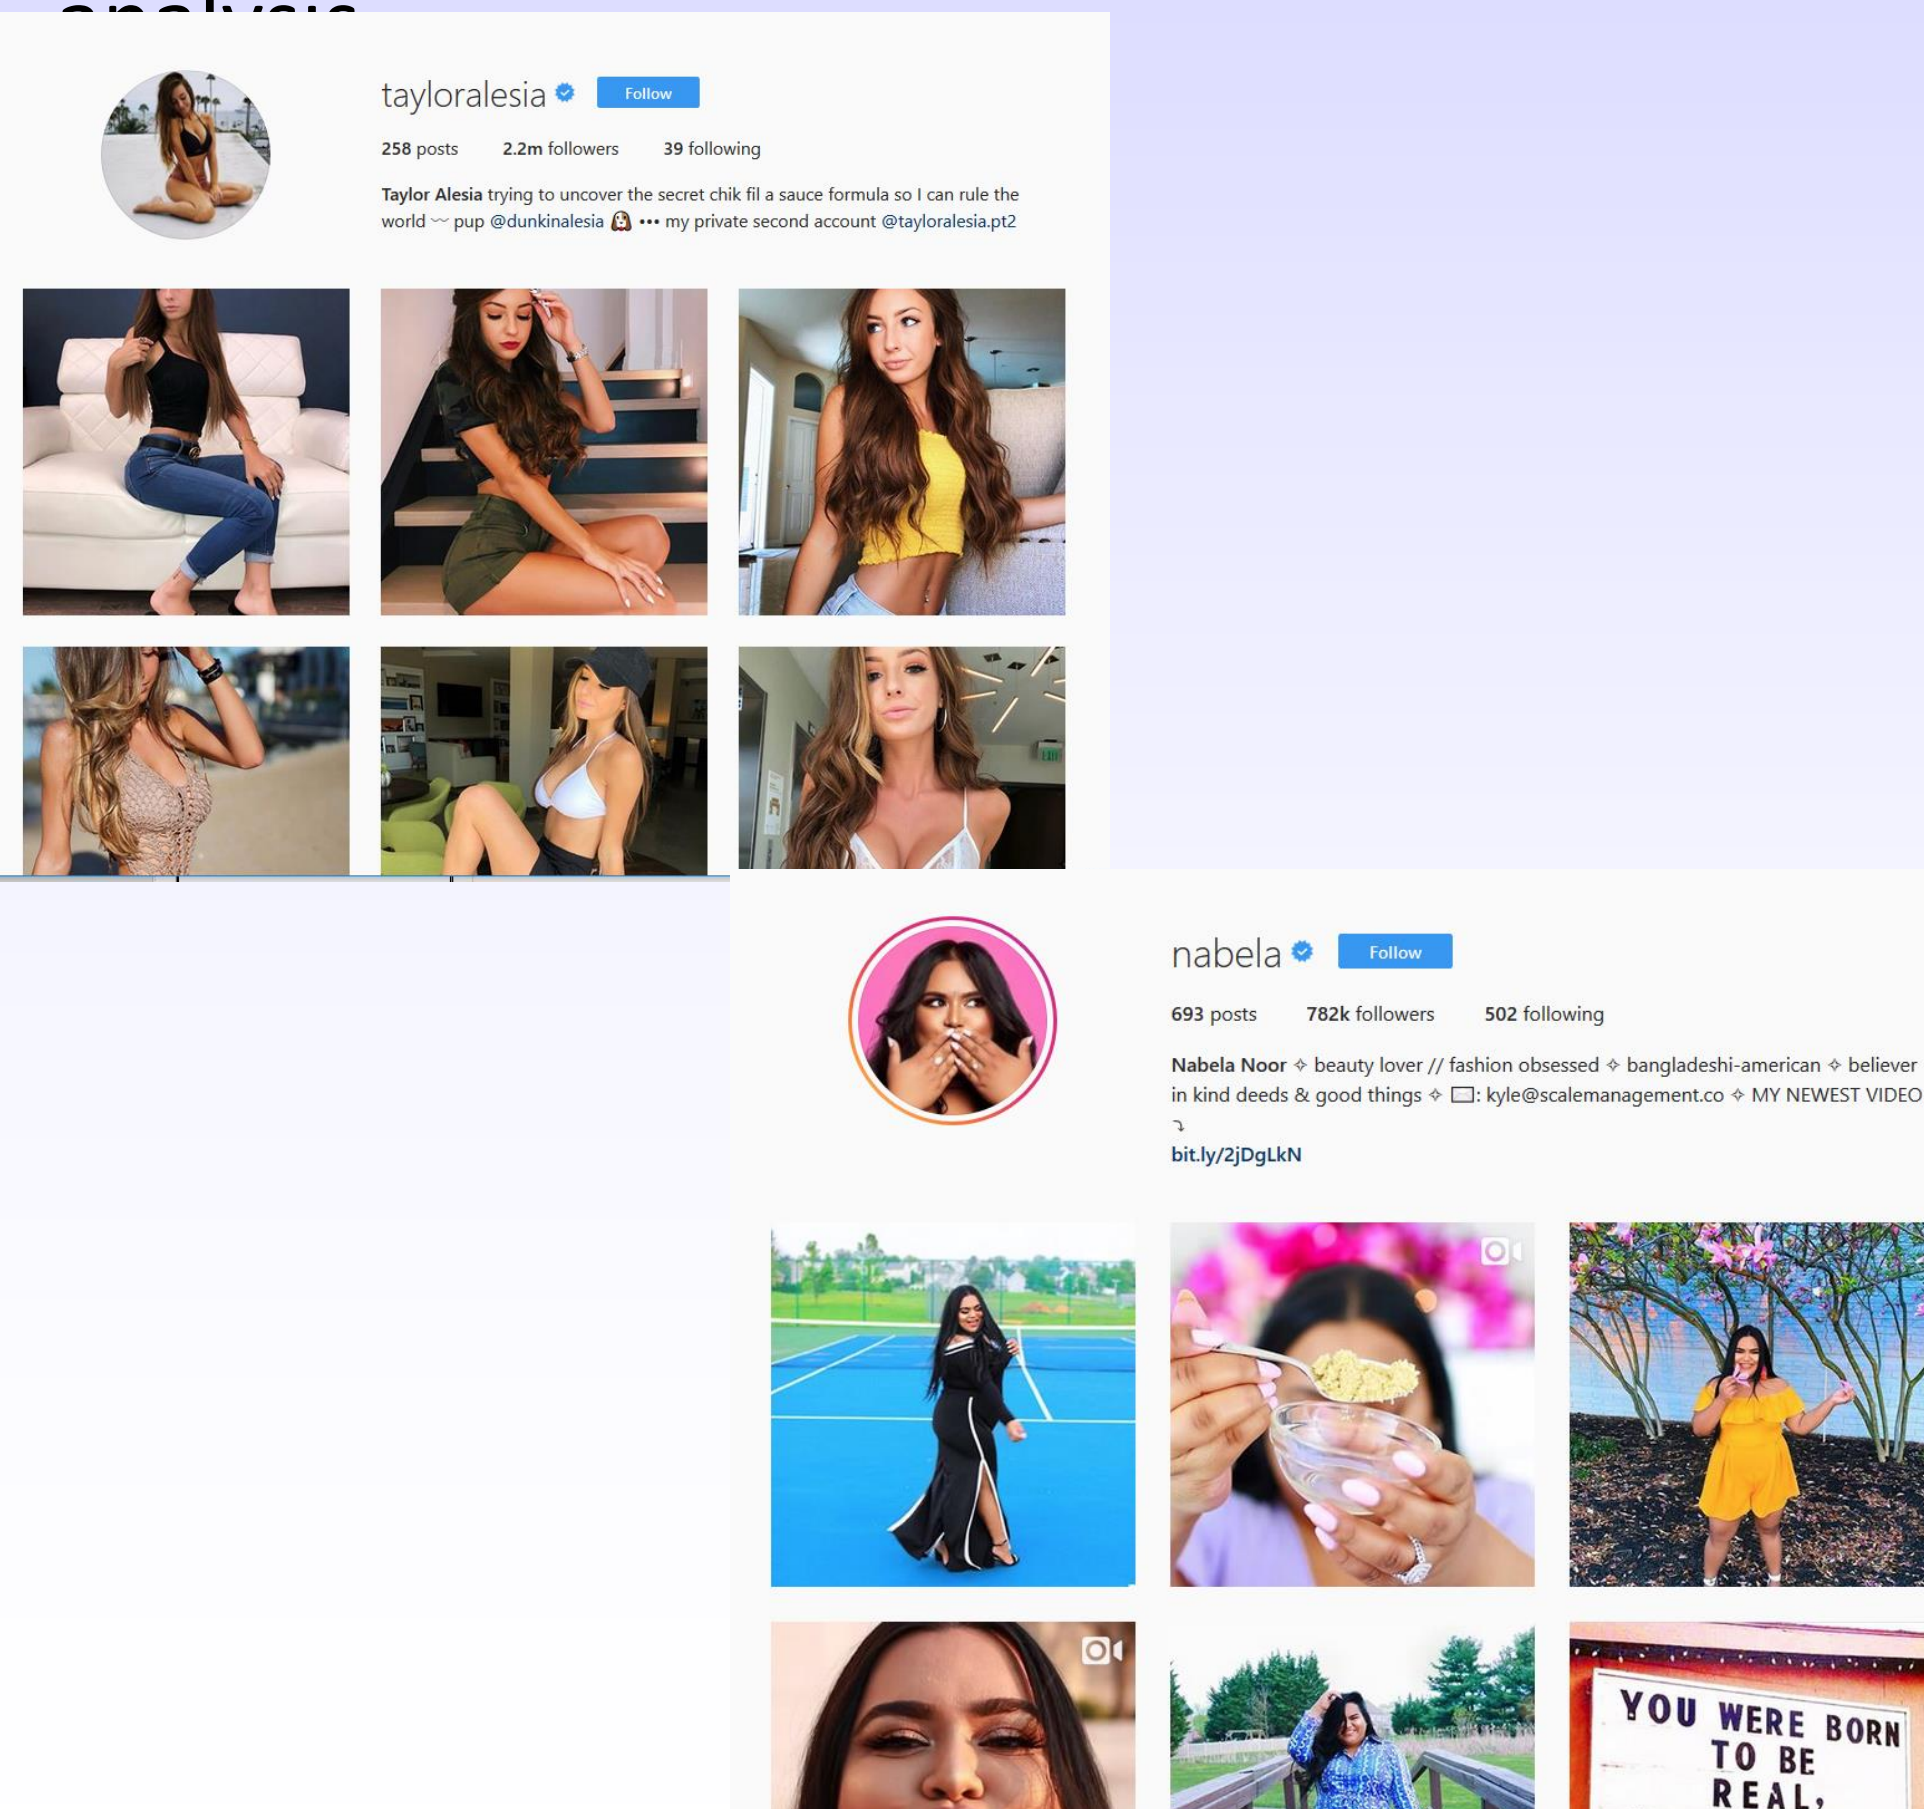 analysis
tayloralesia Follow
258 posts 2.2m followers 39 following
Taylor Alesia trying to uncover the secret chik fil a sauce formula so I can rule the
world 〰 pup @dunkinalesia ••• my private second account @tayloralesia.pt2
EXIT
nabela Follow
693 posts 782k followers 502 following
Nabela Noor ✧ beauty lover // fashion obsessed ✧ bangladeshi-american ✧ believer
in kind deeds & good things ✧ : kyle@scalemanagement.co ✧ MY NEWEST VIDEO
⤵
bit.ly/2jDgLkN
YOU WERE BORN
TO BE
REAL,